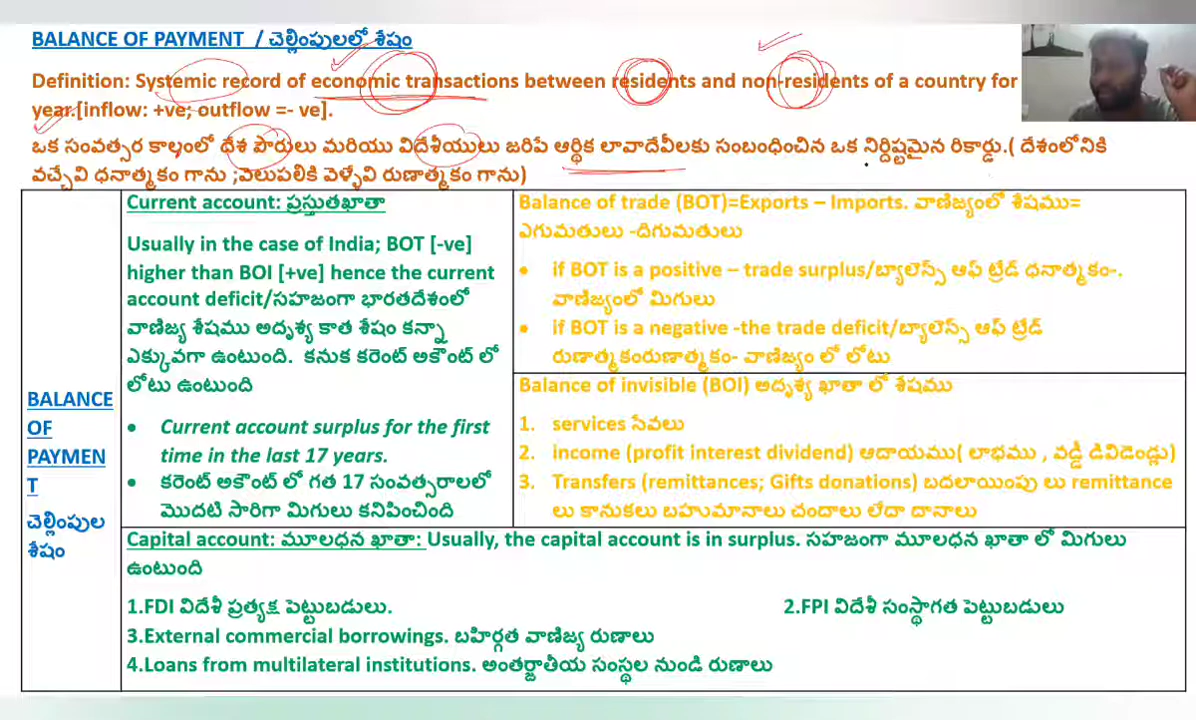 BALANCE OF PAYMENT / చెల్లింపులలో శేషం
Definition: Systemic record of economic transactions between residents and non-residents of a country for
year.[inflow: +ve; outflow =- ve].
ఒక సంవత్సర కాలంలో దేశ పౌరులు మరియు విదేశీయులు జరిపే ఆర్థిక లావాదేవీలకు సంబంధించిన ఒక నిర్దిష్టమైన రికార్డు.( దేశంలోనికి
వచ్చేవి ధనాత్మకం గాను ;వెలుపలికి వెళ్ళేవి రుణాత్మకం గాను)
BALANCE
OF
PAYMEN
T
చెల్లింపుల
శేషం
Current account: ప్రస్తుతఖాతా
Usually in the case of India; BOT [-ve]
higher than BOI [+ve] hence the current
account deficit/సహజంగా భారతదేశంలో
వాణిజ్య శేషము అదృశ్య కాత శేషం కన్నా
ఎక్కువగా ఉంటుంది. కనుక కరెంట్ అకౌంట్ లో
లోటు ఉంటుంది
• Current account surplus for the first
time in the last 17 years.
• కరెంట్ అకౌంట్ లో గత 17 సంవత్సరాలలో
మొదటి సారిగా మిగులు కనిపించింది
Balance of trade (BOT)=Exports – Imports. వాణిజ్యంలో శేషము=
ఎగుమతులు -దిగుమతులు
• if BOT is a positive – trade surplus/బ్యాలెన్స్ ఆఫ్ ట్రేడ్ ధనాత్మకం-.
వాణిజ్యంలో మిగులు
• if BOT is a negative -the trade deficit/బ్యాలెన్స్ ఆఫ్ ట్రేడ్
రుణాత్మకంరుణాత్మకం- వాణిజ్యం లో లోటు
Balance of invisible (BOI) అదృశ్య ఖాతా లో శేషము
1. services సేవలు
2. income (profit interest dividend) ఆదాయము( లాభము , వడ్డీ డివిడెండ్లు)
3. Transfers (remittances; Gifts donations) బదలాయింపు లు remittance
లు కానుకలు బహుమానాలు చందాలు లేదా దానాలు
Capital account: మూలధన ఖాతా: Usually, the capital account is in surplus. సహజంగా మూలధన ఖాతా లో మిగులు
ఉంటుంది
1.FDI విదేశీ ప్రత్యక్ష పెట్టుబడులు. 2.FPI విదేశీ సంస్థాగత పెట్టుబడులు
3.External commercial borrowings. బహిర్గత వాణిజ్య రుణాలు
4.Loans from multilateral institutions. అంతర్జాతీయ సంస్థల నుండి రుణాలు